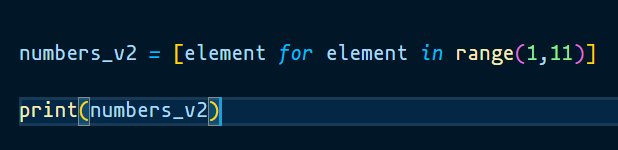 numbers_v2 = [element for element in range(1,11)]
print(numbers_v2)